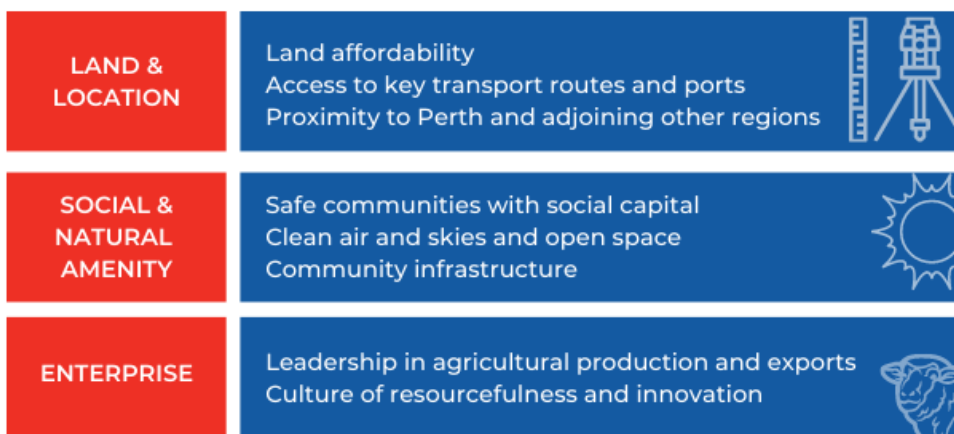 LAND &
LOCATION
Land affordability
Access to key transport routes and ports
Proximity to Perth and adjoining other regions
SOCIAL &
NATURAL
AMENITY
Safe communities with social capital
Clean air and skies and open space
Community infrastructure
ENTERPRISE
Leadership in agricultural production and exports
Culture of resourcefulness and innovation